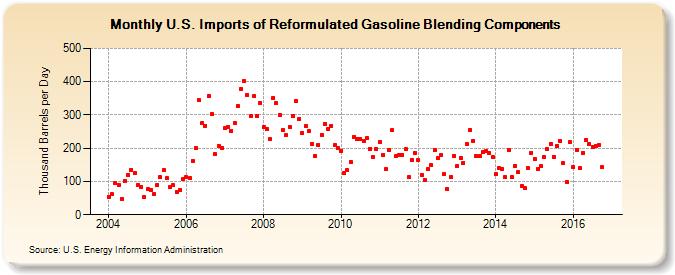 Monthly U.S. Imports of Reformulated Gasoline Blending Components
Thousand Barrels per Day
500
400
300
200
100
0
2004 2006 2008 2010 2012 2014 2016
Source: U.S. Energy Information Administration